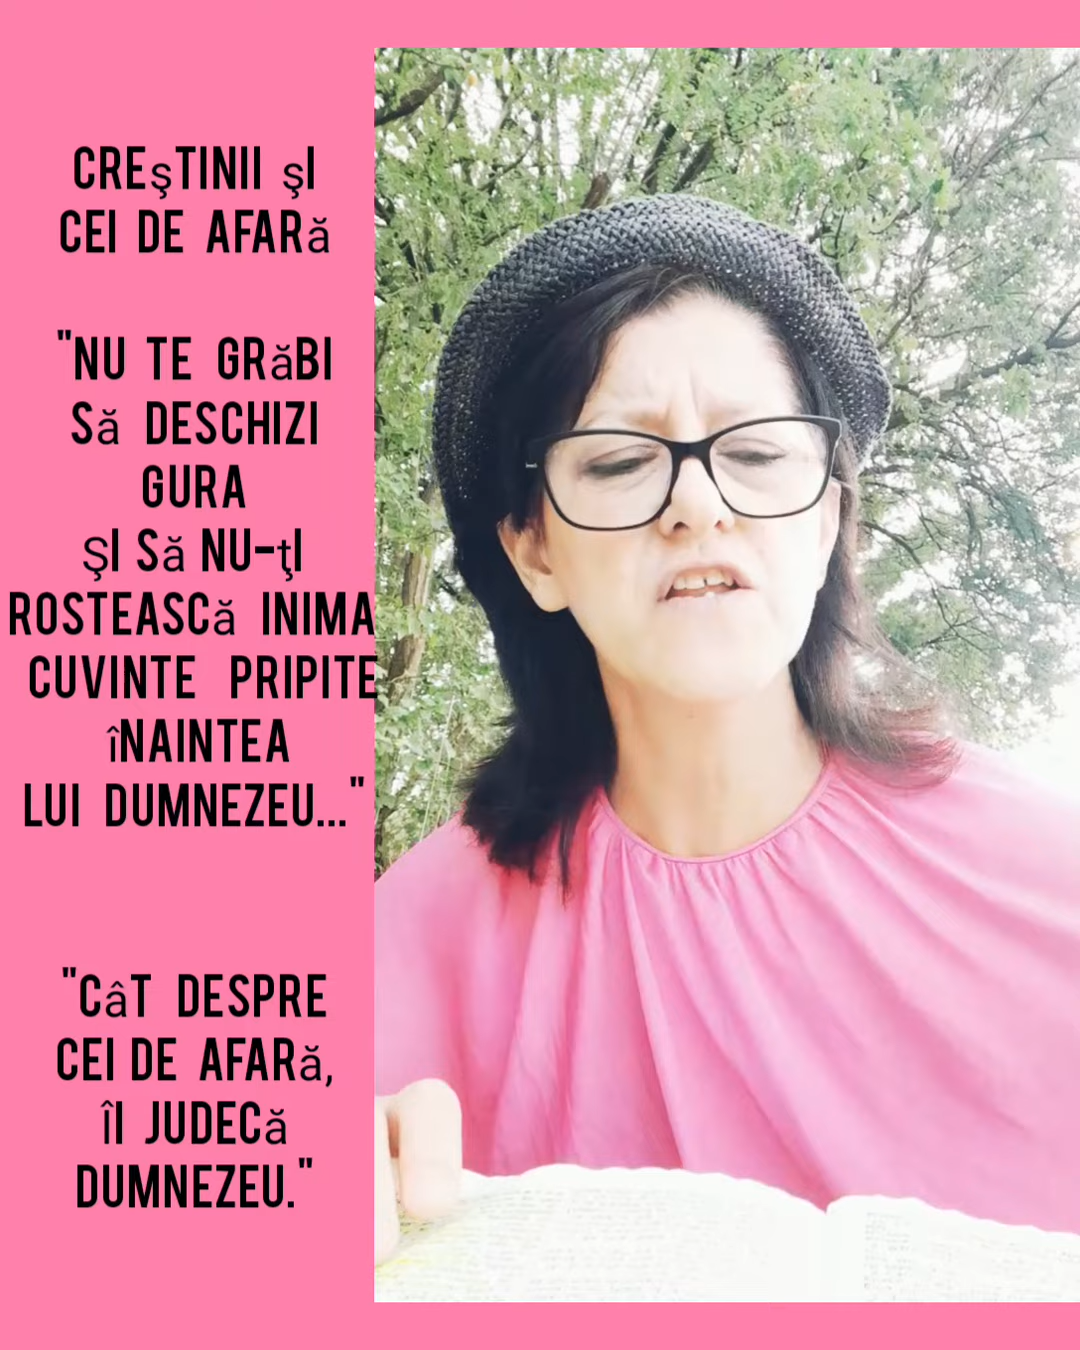 CREşTINII şI
CEI DE AFARă
"NU TE GRăBI
Să DESCHIZI
GURA
ŞI Să NU-ţI
ROSTEASCă INIMA
CUVINTE PRIPITE
îNAINTEA
LUI DUMNEZEU..."
"CâT DESPRE
CEI DE AFARă,
ÎI JUDECă
DUMNEZEU."